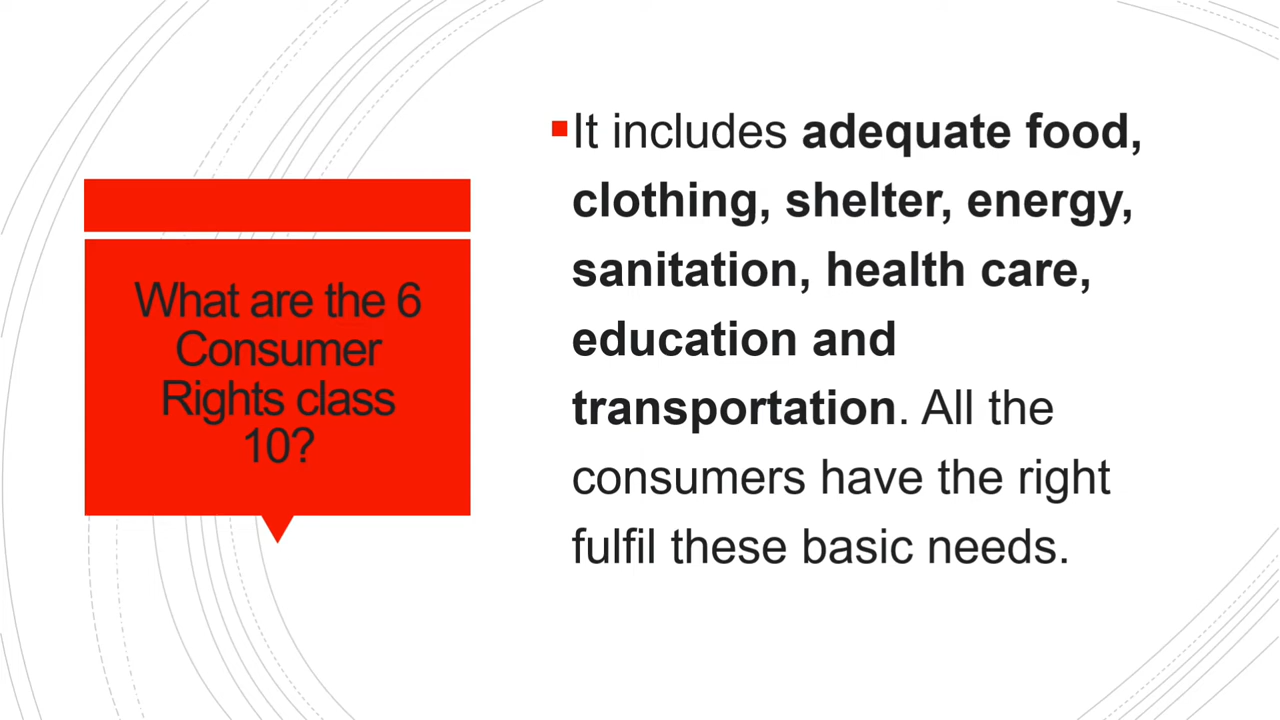 What are the 6
Consumer
Rights class
10?
It includes adequate food,
clothing, shelter, energy,
sanitation, health care,
education and
transportation. All the
consumers have the right
fulfil these basic needs.